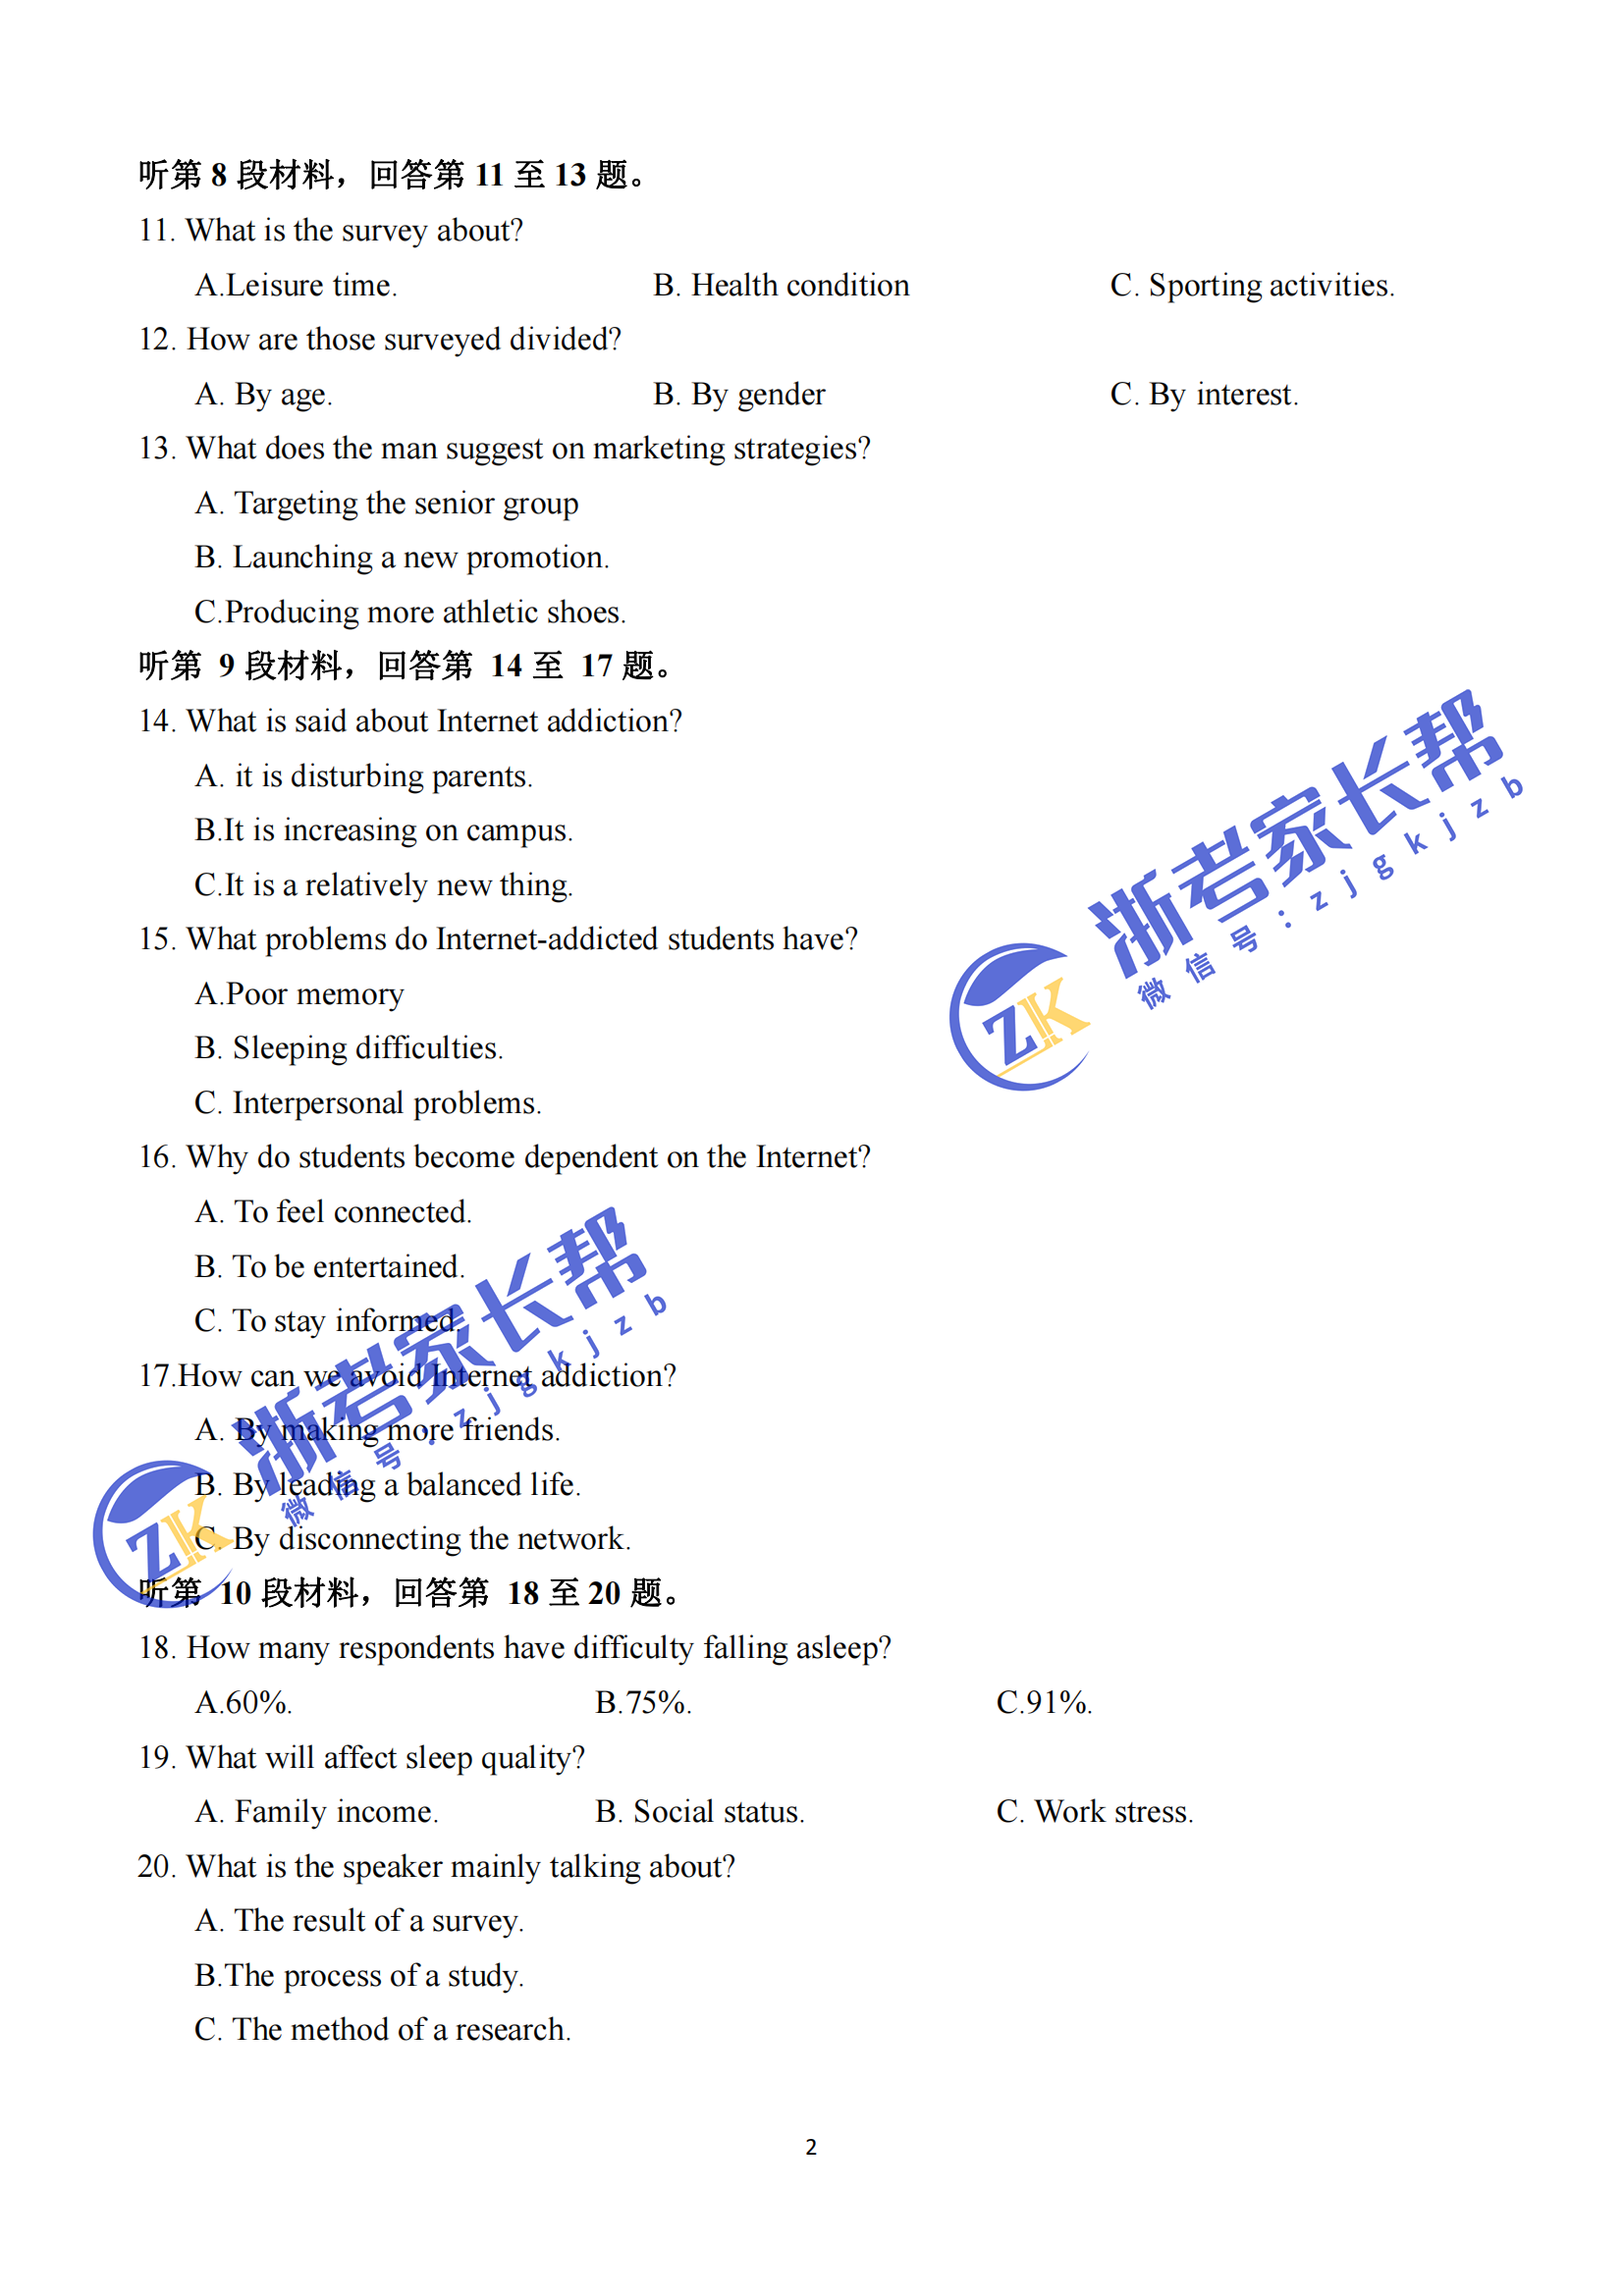 听第 8 段材料，回答第 11 至 13 题。
11. What is the survey about?
A.Leisure time. B. Health condition C. Sporting activities.
12. How are those surveyed divided?
A. By age. B. By gender C. By interest.
13. What does the man suggest on marketing strategies?
A. Targeting the senior group
B. Launching a new promotion.
C.Producing more athletic shoes.
听第 9 段材料，回答第 14 至 17 题。
14. What is said about Internet addiction?
A. it is disturbing parents.
B.It is increasing on campus.
C.It is a relatively new thing.
15. What problems do Internet-addicted students have?
A.Poor memory
B. Sleeping difficulties.
C. Interpersonal problems.
浙考家长帮
微信号：zjgkjzb
ZK
16. Why do students become dependent on the Internet?
A. To feel connected.
B. To be entertained.
C. To stay informed.
17.How can we avoid Internet addiction?
A. By making more friends.
B. By leading a balanced life.
C. By disconnecting the network.
浙考家长帮
微信号：zjgkjzb
ZK
听第 10 段材料，回答第 18 至 20 题。
18. How many respondents have difficulty falling asleep?
A.60%. B.75%. C.91%.
19. What will affect sleep quality?
A. Family income. B. Social status. C. Work stress.
20. What is the speaker mainly talking about?
A. The result of a survey.
B.The process of a study.
C. The method of a research.
2